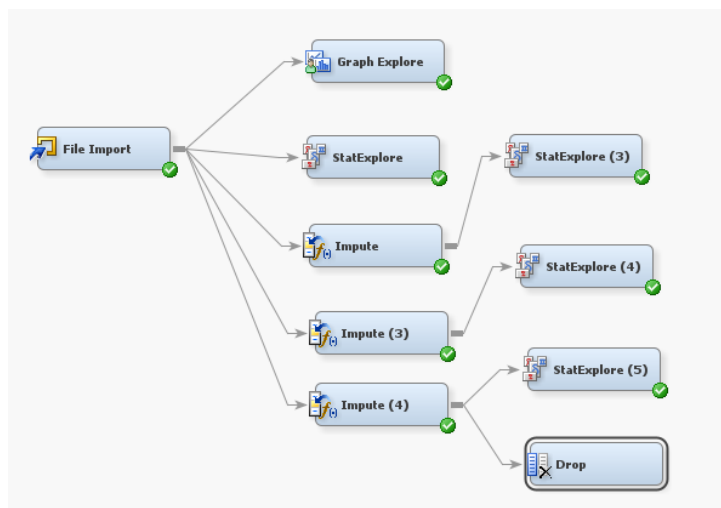 Graph Explore
File Import
StatExplore
StatExplore (3)
Impute
StatExplore (4)
Impute (3)
StatExplore (5)
Impute (4)
Drop